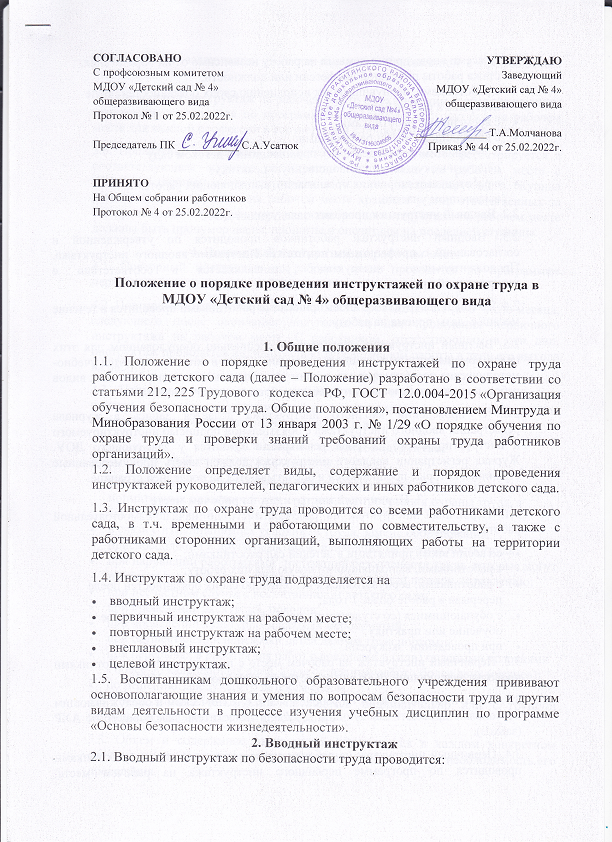 СОГЛАСОВАНО
С профсоюзным комитетом
МДОУ «Детский сад № 4»
общеразвивающего вида
Протокол № 1 от 25.02.2022г.
Председатель ПК С.А.Усатюк
УТВЕРЖДАЮ
Заведующий
МДОУ «Детский сад № 4»
общеразвивающего вида
Т.А.Молчанова
Приказ № 44 от 25.02.2022г.
МДОУ
«Детский сад №4»
общеразвивающего
вида
ПРИНЯТО
На Общем собрании работников
Протокол № 4 от 25.02.2022г.
Положение о порядке проведения инструктажей по охране труда в
МДОУ «Детский сад № 4» общеразвивающего вида
1. Общие положения
1.1. Положение о порядке проведения инструктажей по охране труда
работников детского сада (далее – Положение) разработано в соответствии со
статьями 212, 225 Трудового кодекса РФ, ГОСТ 12.0.004-2015 «Организация
обучения безопасности труда. Общие положения», постановлением Минтруда и
Минобразования России от 13 января 2003 г. № 1/29 «О порядке обучения по
охране труда и проверки знаний требований охраны труда работников
организаций».
1.2. Положение определяет виды, содержание и порядок проведения
инструктажей руководителей, педагогических и иных работников детского сада.
1.3. Инструктаж по охране труда проводится со всеми работниками детского
сада, в т.ч. временными и работающими по совместительству, а также с
работниками сторонних организаций, выполняющих работы на территории
детского сада.
1.4. Инструктаж по охране труда подразделяется на
• вводный инструктаж;
• первичный инструктаж на рабочем месте;
• повторный инструктаж на рабочем месте;
• внеплановый инструктаж;
• целевой инструктаж.
1.5. Воспитанникам дошкольного образовательного учреждения прививают
основополагающие знания и умения по вопросам безопасности труда и другим
видам деятельности в процессе изучения учебных дисциплин по программе
«Основы безопасности жизнедеятельности».
2. Вводный инструктаж
2.1. Вводный инструктаж по безопасности труда проводится: